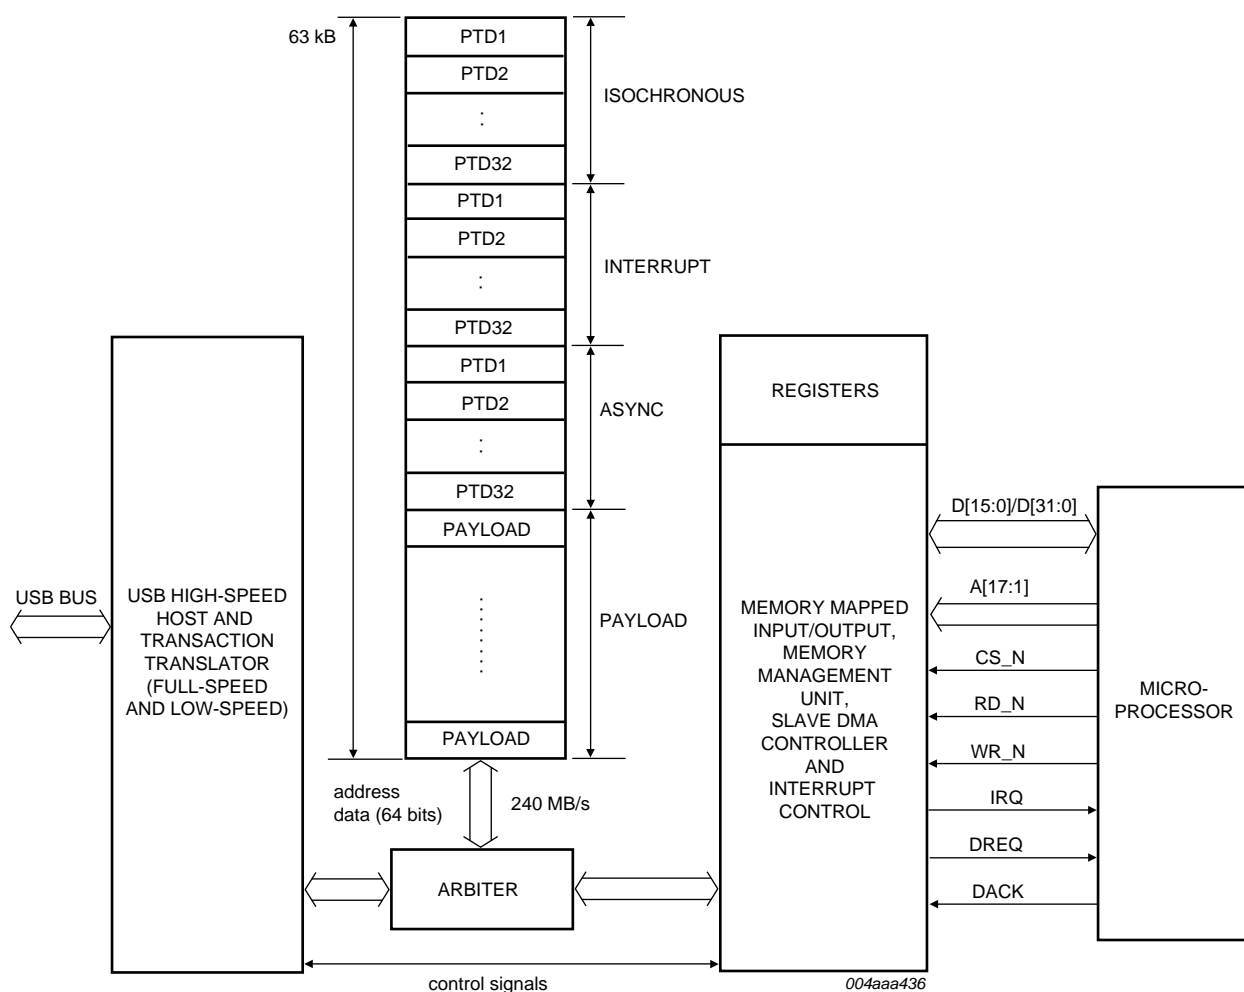 63 kB
PTD1
PTD2
:
PTD32
ISOCHRONOUS
PTD1
PTD2
:
PTD32
INTERRUPT
PTD1
PTD2
:
PTD32
ASYNC
PAYLOAD
PAYLOAD
PAYLOAD
address
data (64 bits)
240 MB/s
ARBITER
USB BUS
USB HIGH-SPEED
HOST AND
TRANSACTION
TRANSLATOR
(FULL-SPEED
AND LOW-SPEED)
REGISTERS
MEMORY MAPPED
INPUT/OUTPUT,
MEMORY
MANAGEMENT
UNIT,
SLAVE DMA
CONTROLLER
AND
INTERRUPT
CONTROL
D[15:0]/D[31:0]
A[17:1]
CS_N
RD_N
WR_N
IRQ
DREQ
DACK
MICRO-
PROCESSOR
control signals
004aaa436